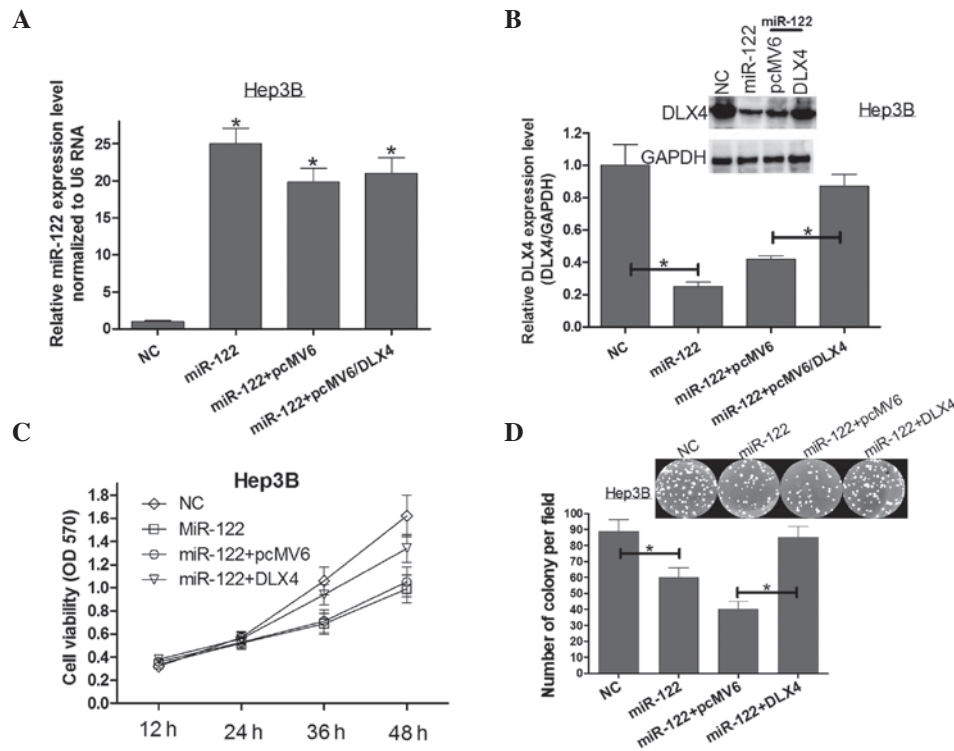 A
Hep3B
Relative miR-122 expression level
normalized to U6 RNA
25
20
15
10
5
0
*
*
*
NC
miR-122
miR-122+pcMV6
miR-122+pcMV6/DLX4
B
miR-122
NC
miR-122
pcMV6
DLX4
DLX4
GAPDH
Hep3B
Relative DLX4 expression level
(DLX4/GAPDH)
1.2
1.0
0.8
0.6
0.4
0.2
0.0
*
*
NC
miR-122
miR-122+pcMV6
miR-122+pcMV6/DLX4
C
Hep3B
Cell viability (OD 570)
1.8
1.6
1.4
1.2
1.0
0.8
0.6
0.4
0.2
0.0
NC
MiR-122
miR-122+pcMV6
miR-122+DLX4
12 h
24 h
36 h
48 h
D
NC
miR-122
miR-122+pcMV6
miR-122+DLX4
Hep3B
Number of colony per field
100
90
80
70
60
50
40
30
20
10
0
*
*
NC
miR-122
miR-122+pcMV6
miR-122+DLX4